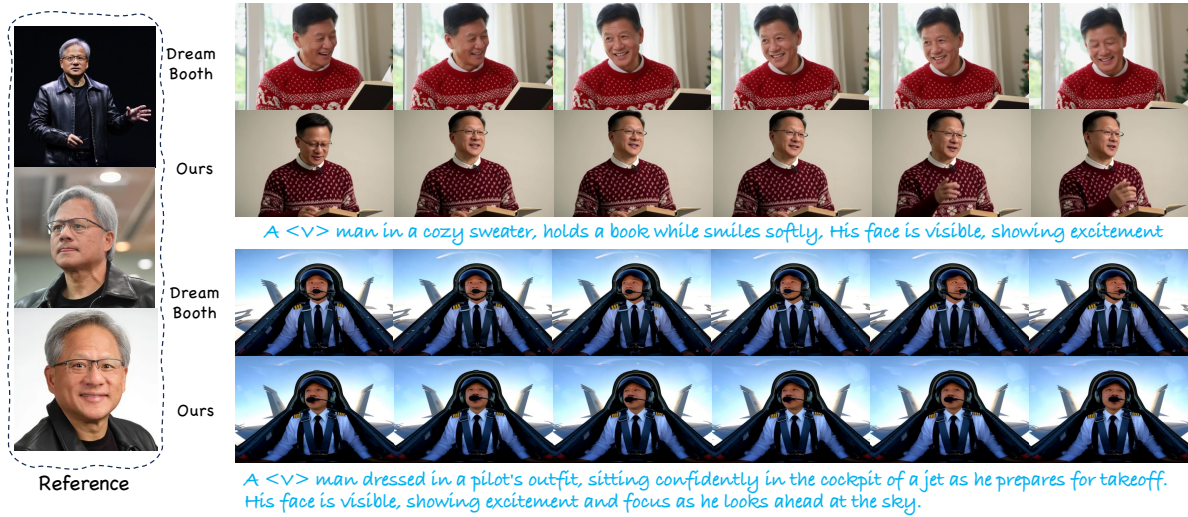 Dream
Booth
Ours
A <v> man in a cozy sweater, holds a book while smiles softly, His face is visible, showing excitement
Dream
Booth
Ours
Reference
A <v> man dressed in a pilot's outfit, sitting confidently in the cockpit of a jet as he prepares for takeoff.
His face is visible, showing excitement and focus as he looks ahead at the sky.